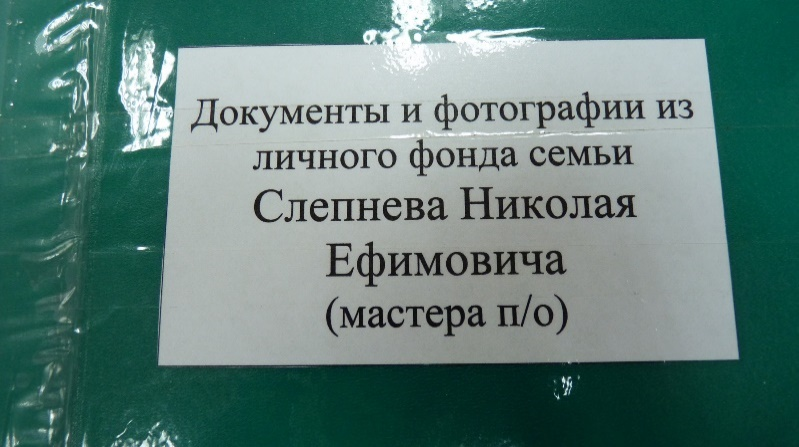 Документы и фотографии из
личного фонда семьи
Слепнева Николая
Ефимовича
(мастера п/о)